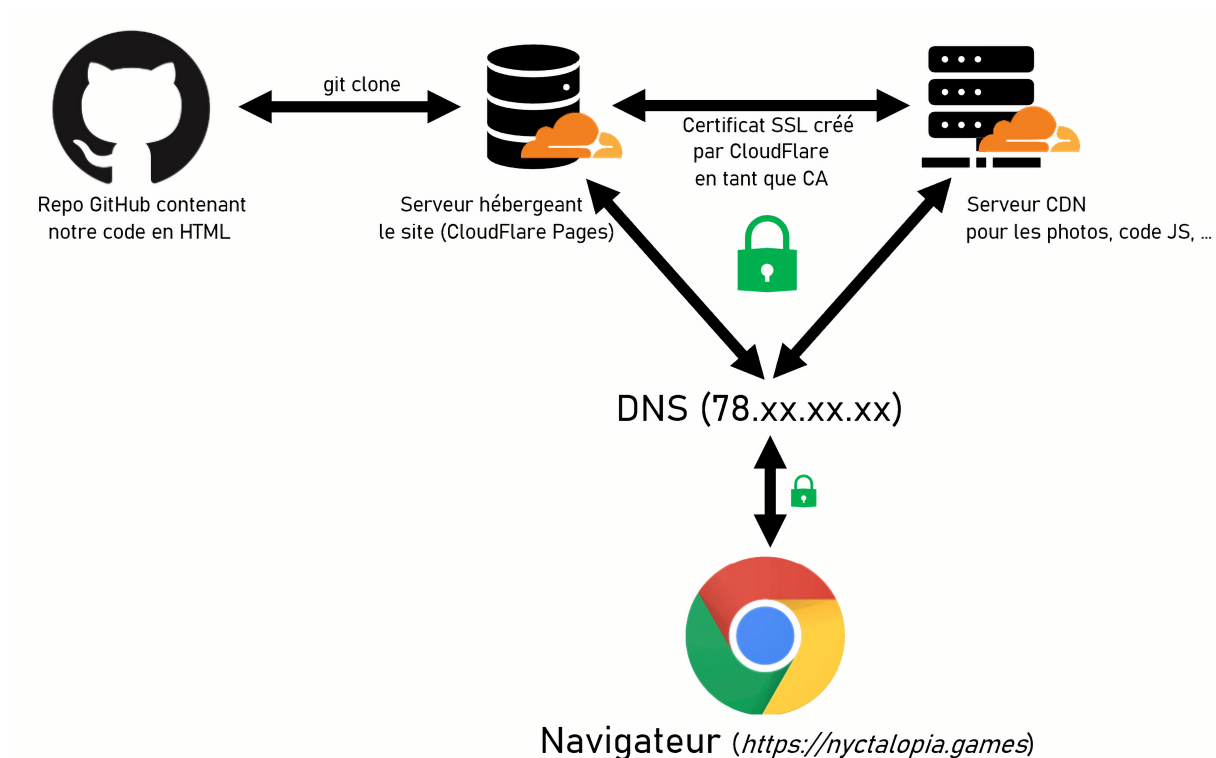 git clone
Certificat SSL créé
par CloudFlare
en tant que CA
Repo GitHub contenant
notre code en HTML
Serveur hébergeant
le site (CloudFlare Pages)
Serveur CDN
pour les photos, code JS, ...
DNS (78.xx.xx.xx)
Navigateur (https://nyctalopia.games)